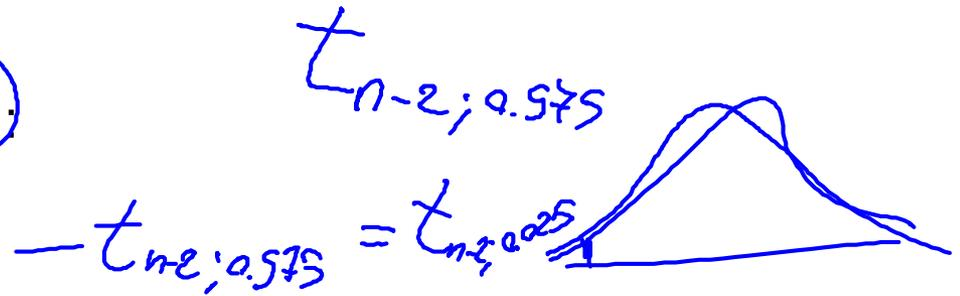 t_{n-2; 0.975}
- t_{n-2; 0.975} = t_{n-2; 0.025}